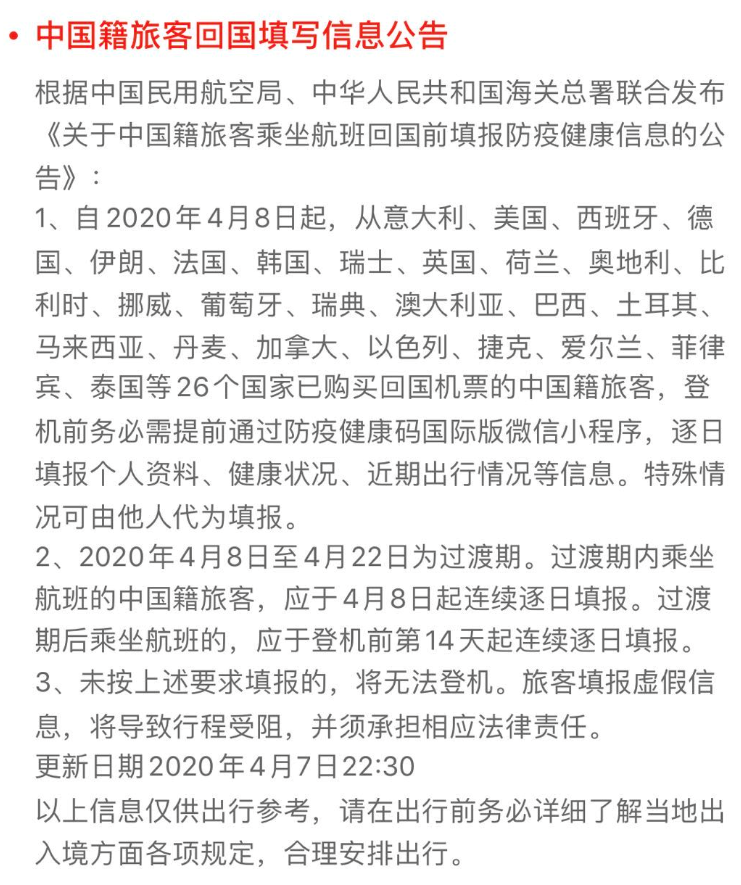 • 中国籍旅客回国填写信息公告
根据中国民用航空局、中华人民共和国海关总署联合发布
《关于中国籍旅客乘坐航班回国前填报防疫健康信息的公
告》：
1、自2020年4月8日起，从意大利、美国、西班牙、德
国、伊朗、法国、韩国、瑞士、英国、荷兰、奥地利、比
利时、挪威、葡萄牙、瑞典、澳大利亚、巴西、土耳其、
马来西亚、丹麦、加拿大、以色列、捷克、爱尔兰、菲律
宾、泰国等26个国家已购买回国机票的中国籍旅客，登
机前务必需提前通过防疫健康码国际版微信小程序，逐日
填报个人资料、健康状况、近期出行情况等信息。特殊情
况可由他人代为填报。
2、2020年4月8日至4月22日为过渡期。过渡期内乘坐
航班的中国籍旅客，应于4月8日起连续逐日填报。过渡
期后乘坐航班的，应于登机前第14天起连续逐日填报。
3、未按上述要求填报的，将无法登机。旅客填报虚假信
息，将导致行程受阻，并须承担相应法律责任。
更新日期2020年4月7日22:30
以上信息仅供出行参考，请在出行前务必详细了解当地出
入境方面各项规定，合理安排出行。